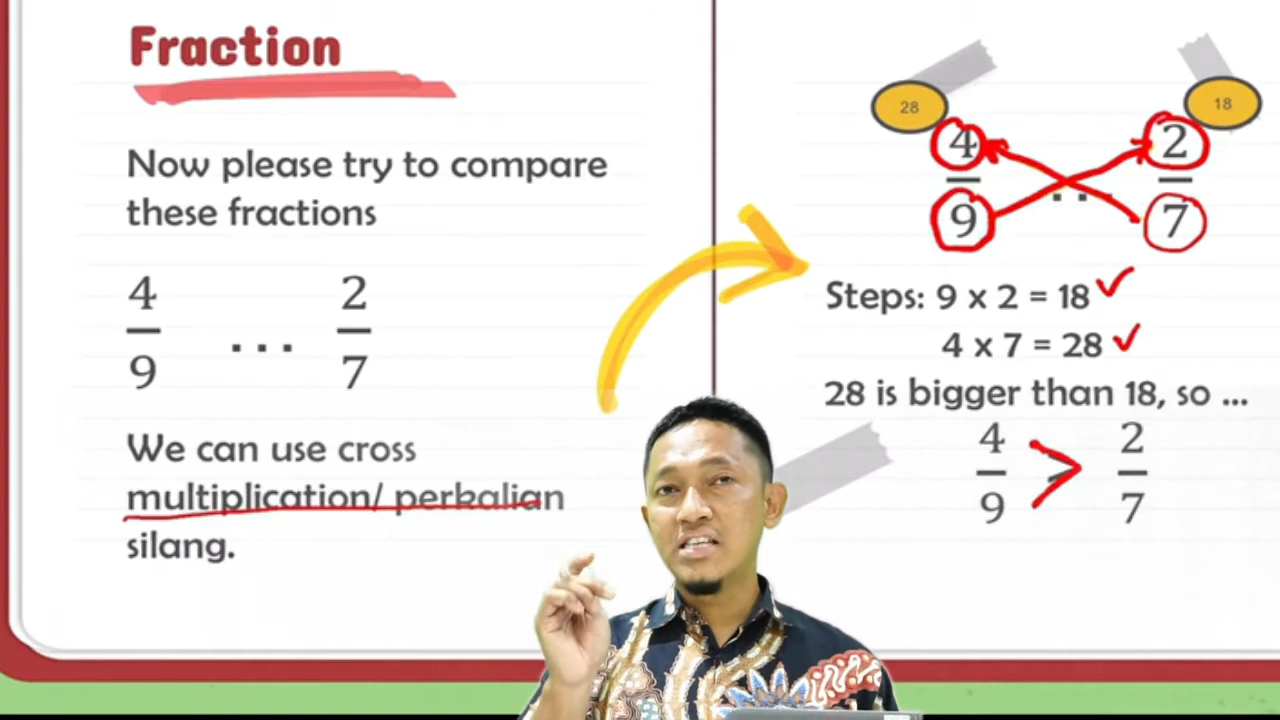 Fraction
Now please try to compare
these fractions
4/9 ... 2/7
We can use cross
multiplication/ perkalian
silang.
28 18
4/9 .. 2/7
Steps: 9 x 2 = 18 ✓
4 x 7 = 28 ✓
28 is bigger than 18, so ...
4/9 > 2/7